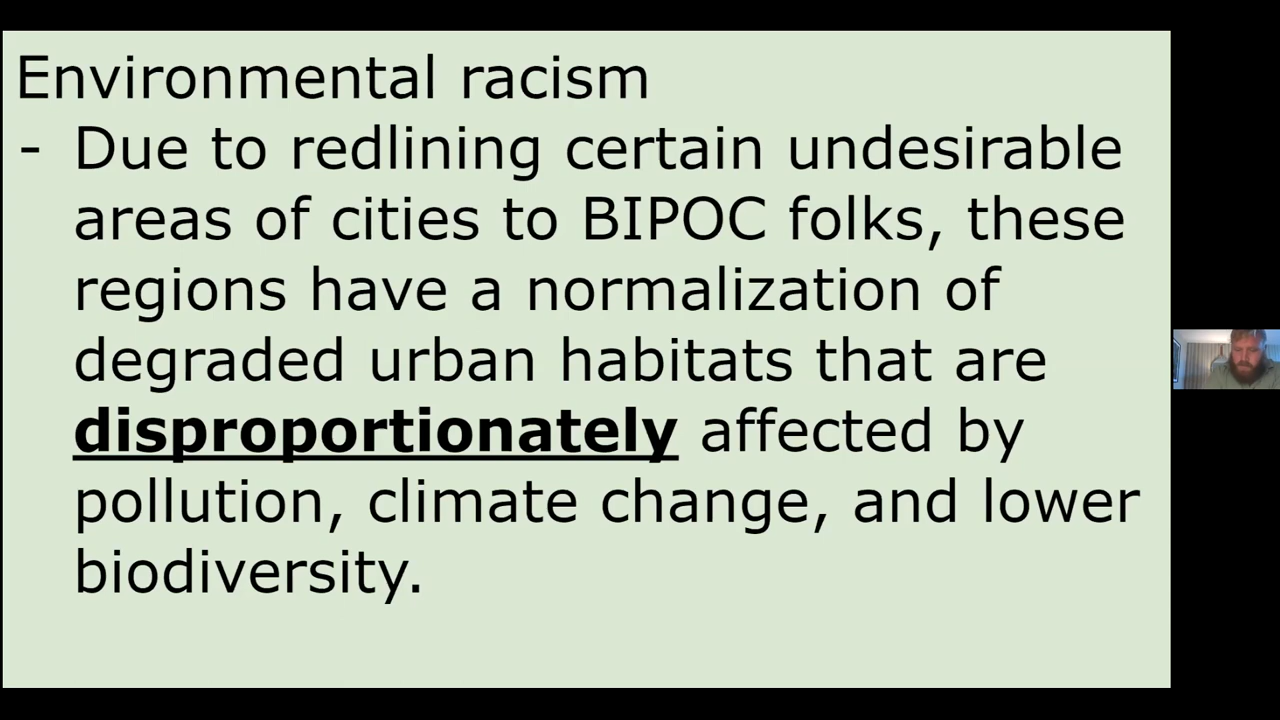 Environmental racism
- Due to redlining certain undesirable
areas of cities to BIPOC folks, these
regions have a normalization of
degraded urban habitats that are
disproportionately affected by
pollution, climate change, and lower
biodiversity.